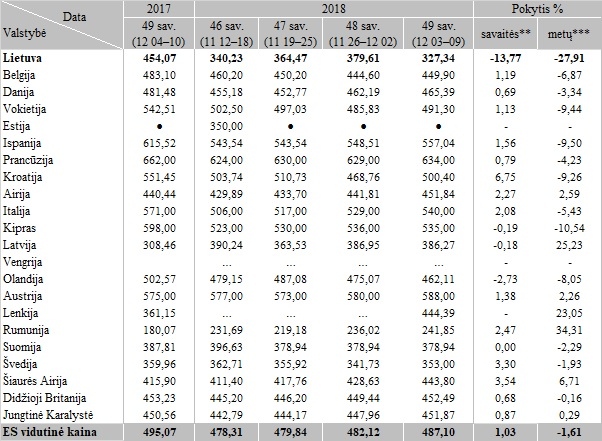 Data 2017 2018 Pokytis %
Valstybė 49 sav. (12 04–10) 46 sav. (11 12–18) 47 sav. (11 19–25) 48 sav. (11 26–12 02) 49 sav. (12 03–09) savaitės** metų***
Lietuva 454,07 340,23 364,47 379,61 327,34 -13,77 -27,91
Belgija 483,10 460,20 450,20 444,60 449,90 1,19 -6,87
Danija 481,48 455,18 452,77 462,19 465,39 0,69 -3,34
Vokietija 542,51 502,50 497,03 485,83 491,30 1,13 -9,44
Estija ● 350,00 ● ● ● - -
Ispanija 615,52 543,54 543,54 548,51 557,04 1,56 -9,50
Prancūzija 662,00 624,00 630,00 629,00 634,00 0,79 -4,23
Kroatija 551,45 503,74 510,73 468,76 500,40 6,75 -9,26
Airija 440,44 429,89 433,70 441,81 451,84 2,27 2,59
Italija 571,00 506,00 517,00 529,00 540,00 2,08 -5,43
Kipras 598,00 523,00 530,00 536,00 535,00 -0,19 -10,54
Latvija 308,46 390,24 363,53 386,95 386,27 -0,18 25,23
Vengrija ... ... ... ... - -
Olandija 502,57 479,15 487,08 475,07 462,11 -2,73 -8,05
Austrija 575,00 577,00 573,00 580,00 588,00 1,38 2,26
Lenkija 361,15 ... ... ... 444,39 - 23,05
Rumunija 180,07 231,69 219,18 236,02 241,85 2,47 34,31
Suomija 387,81 396,63 378,94 378,94 378,94 0,00 -2,29
Švedija 359,96 362,71 355,92 341,73 353,00 3,30 -1,93
Šiaurės Airija 415,90 411,40 417,76 428,63 443,80 3,54 6,71
Didžioji Britanija 453,23 445,20 446,20 449,44 452,49 0,68 -0,16
Jungtinė Karalystė 450,56 442,79 444,17 447,96 451,87 0,87 0,29
ES vidutinė kaina 495,07 478,31 479,84 482,12 487,10 1,03 -1,61